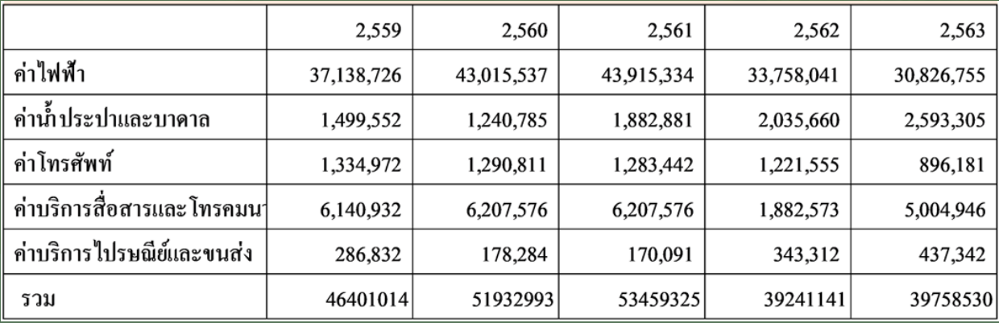 2,559 2,560 2,561 2,562 2,563
ค่าไฟฟ้า 37,138,726 43,015,537 43,915,334 33,758,041 30,826,755
ค่าน้ำประปาและบาดาล 1,499,552 1,240,785 1,882,881 2,035,660 2,593,305
ค่าโทรศัพท์ 1,334,972 1,290,811 1,283,442 1,221,555 896,181
ค่าบริการสื่อสารและโทรคมนา 6,140,932 6,207,576 6,207,576 1,882,573 5,004,946
ค่าบริการไปรษณีย์และขนส่ง 286,832 178,284 170,091 343,312 437,342
รวม 46401014 51932993 53459325 39241141 39758530